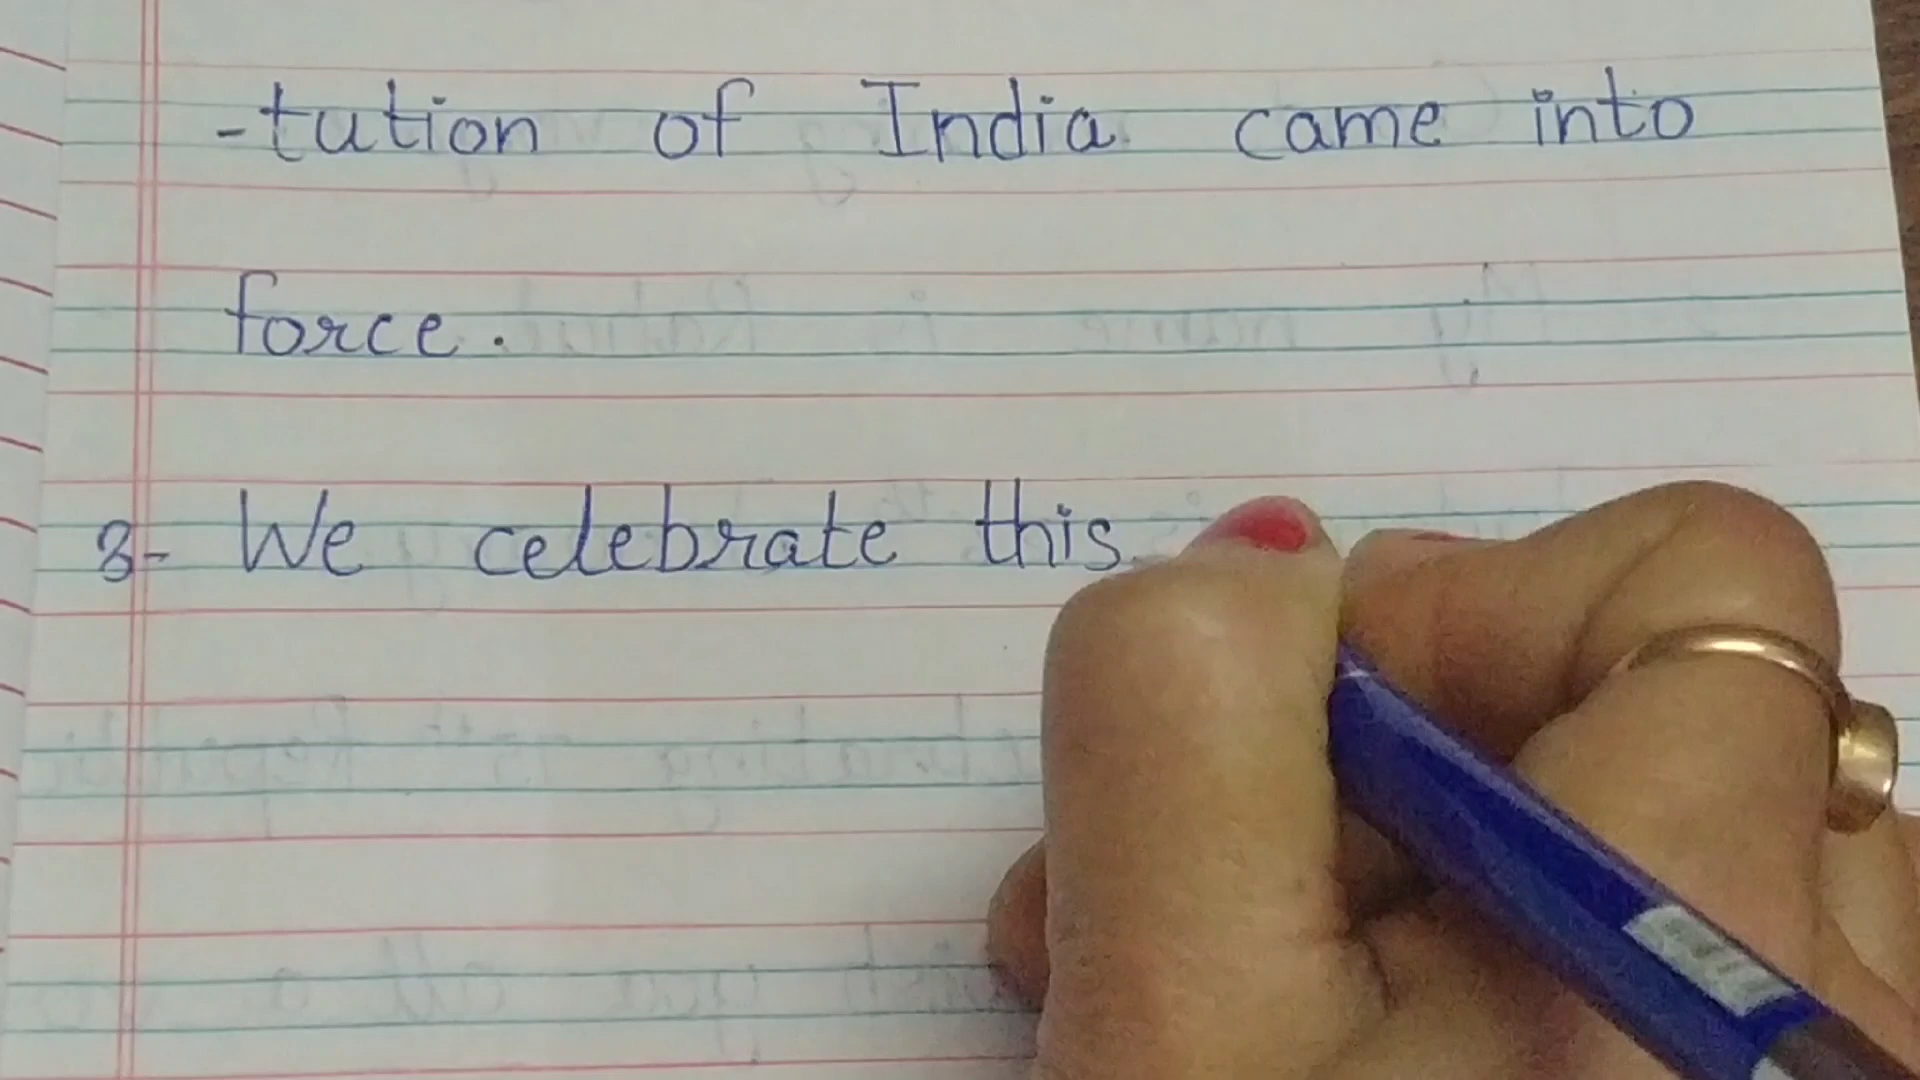 -tution of India came into
force.
3- We celebrate this